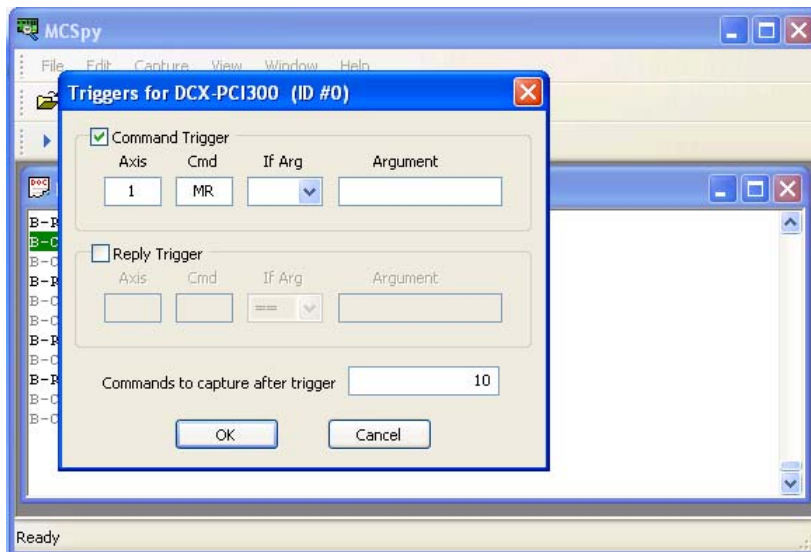 MCSpy
File Edit Capture View Window Help
Triggers for DCX-PCI300 (ID #0)
Command Trigger
Axis Cmd If Arg Argument
1 MR
Reply Trigger
Axis Cmd If Arg Argument
==
Commands to capture after trigger 10
OK Cancel
DOC
B-R
B-C
B-C
B-R
B-C
B-C
B-R
B-C
B-R
B-C
B-C
Ready